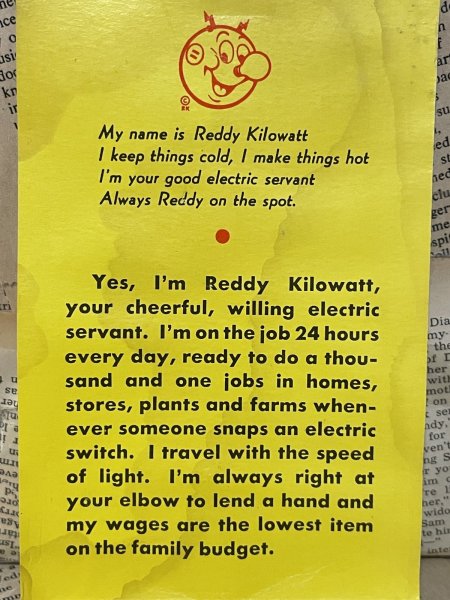 ©
RK
My name is Reddy Kilowatt
I keep things cold, I make things hot
I'm your good electric servant
Always Reddy on the spot.
Yes, I'm Reddy Kilowatt,
your cheerful, willing electric
servant. I'm on the job 24 hours
every day, ready to do a thou-
sand and one jobs in homes,
stores, plants and farms when-
ever someone snaps an electric
switch. I travel with the speed
of light. I'm always right at
your elbow to lend a hand and
my wages are the lowest item
on the family budget.